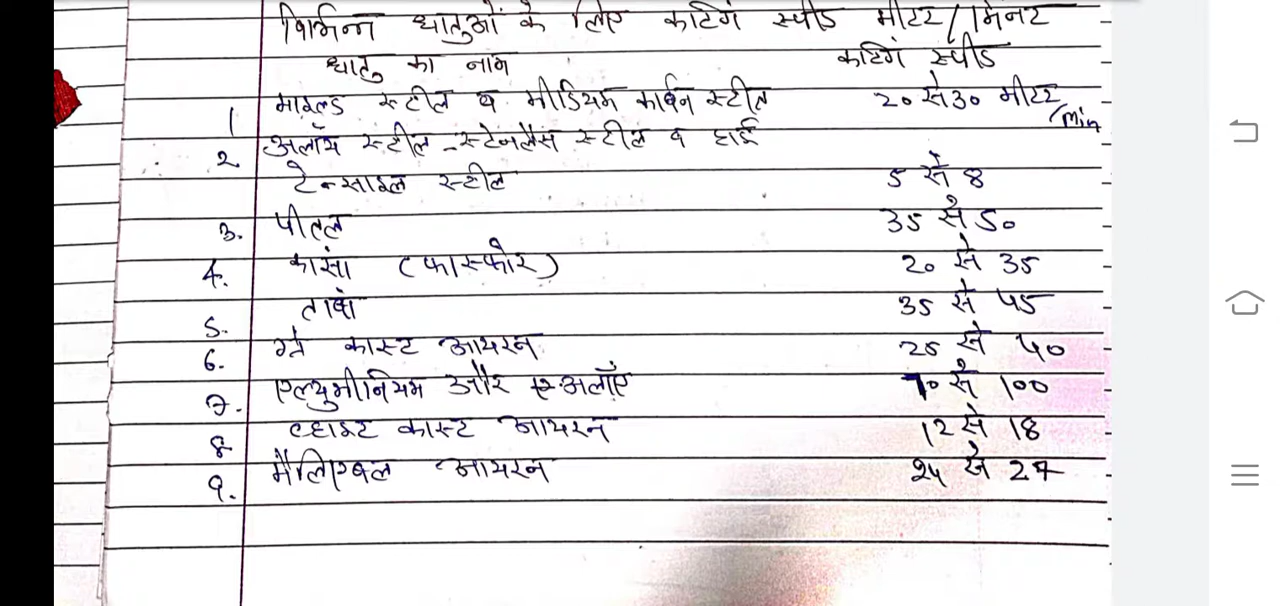 विभिन्न धातुओं के लिए कटिंग स्पीड मीटर/मिनट
धातु का नाम कटिंग स्पीड
1 माइल्ड स्टील व मीडियम कार्बन स्टील 20 से 30 मीटर/min
2 अलॉय स्टील - स्टेनलैस स्टील व हाई
टेन्साइल स्टील 5 से 8
3. पीतल 35 से 50
4. कांसा (फास्फोर) 20 से 35
5. तांबा 35 से 45
6. ग्रे कास्ट आयरन 25 से 40
7. एल्युमीनियम और अलॉए 70 से 100
8 व्हाइट कास्ट आयरन 12 से 18
9. मैलिएबल आयरन 24 से 27